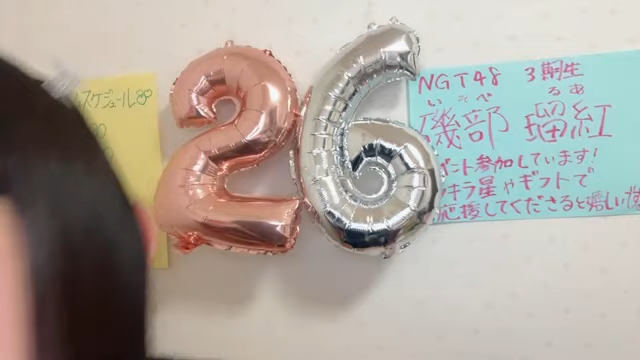 スケジュール
26
NGT48 3期生
いそべ るあ
磯部 瑠紅
ント参加しています!
キラ星やギフトで
応援してくださると嬉しい